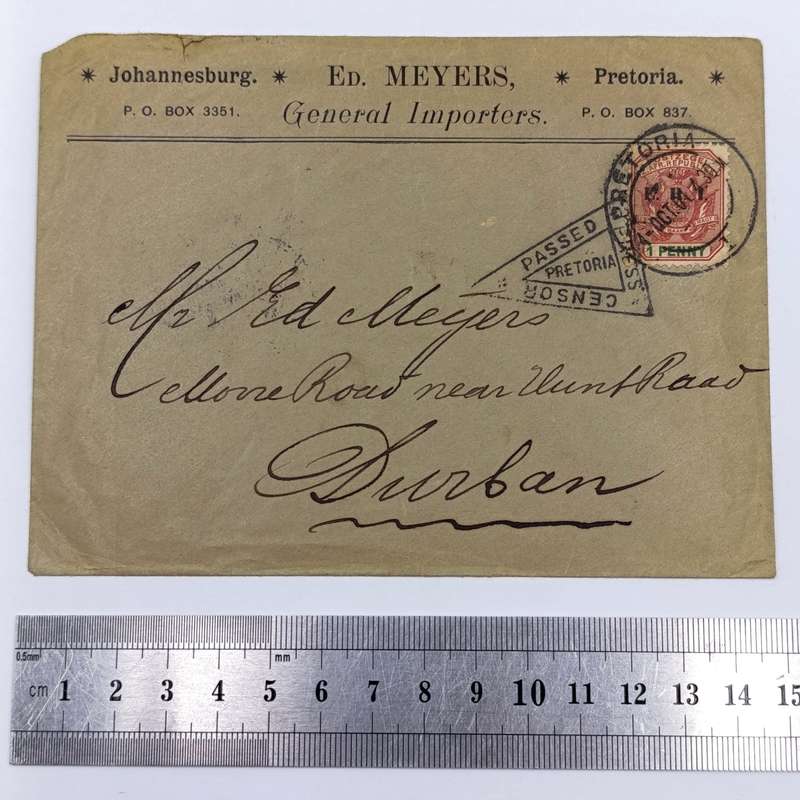 * Johannesburg. * ED. MEYERS, * Pretoria. *
P. O. BOX 3351. General Importers. P. O. BOX 837.
PRETORIA
OCT.01
1 PENNY
PASSED
PRETORIA
CENSOR
Mr Ed Meyers
Road near Road
Durban
0.5mm mm
cm 1 2 3 4 5 6 7 8 9 10 11 12 13 14 15